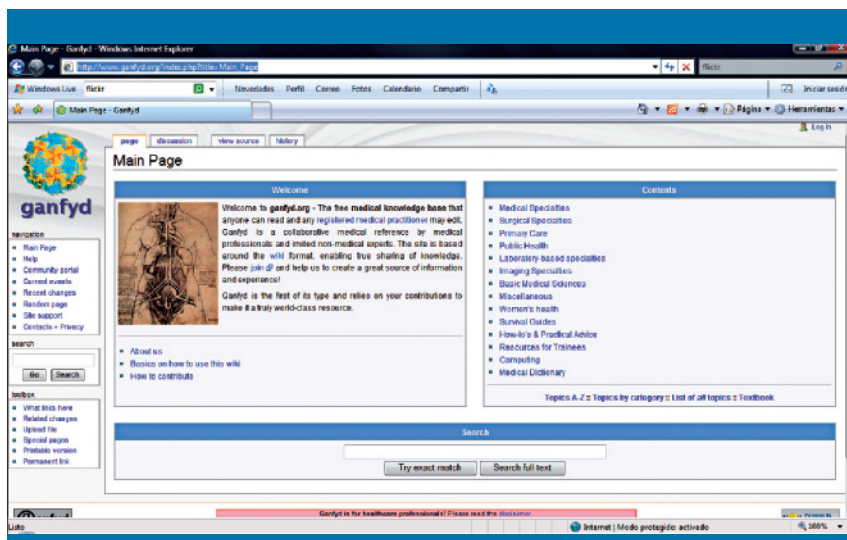 Main Page - Ganfyd - Windows Internet Explorer
http://www.ganfyd.org/index.php?title=Main_Page
flickr
Windows Live flickr Novedades Perfil Correo Fotos Calendario Compartir
Main Page - Ganfyd
Página Herramientas
Log in
page discussion view source history
Main Page
ganfyd
navigation
Main Page
Help
Community portal
Current events
Recent changes
Random page
Site support
Contacts + Privacy
search
Go Search
toolbox
What links here
Related changes
Upload file
Special pages
Printable version
Permanent link
Welcome
Welcome to ganfyd.org - The free medical knowledge base that
anyone can read and any registered medical practitioner may edit.
Ganfyd is a collaborative medical reference by medical
professionals and invited non-medical experts. The site is based
around the wiki format, enabling true sharing of knowledge.
Please join and help us to create a great source of information
and experience!
Ganfyd is the first of its type and relies on your contributions to
make it a truly world-class resource.
About us
Basics on how to use this wiki
How to contribute
Contents
Medical Specialties
Surgical Specialties
Primary Care
Public Health
Laboratory-based specialties
Imaging Specialties
Basic Medical Sciences
Miscellaneous
Women's health
Survival Guides
How-to's & Practical Advice
Resources for Trainees
Computing
Medical Dictionary
Topics A-Z :: Topics by category :: List of all topics :: Textbook
Search
Try exact match Search full text
Ganfyd is for healthcare professionals! Please read the disclaimer.
Listo
Internet | Modo protegido: activado
100%